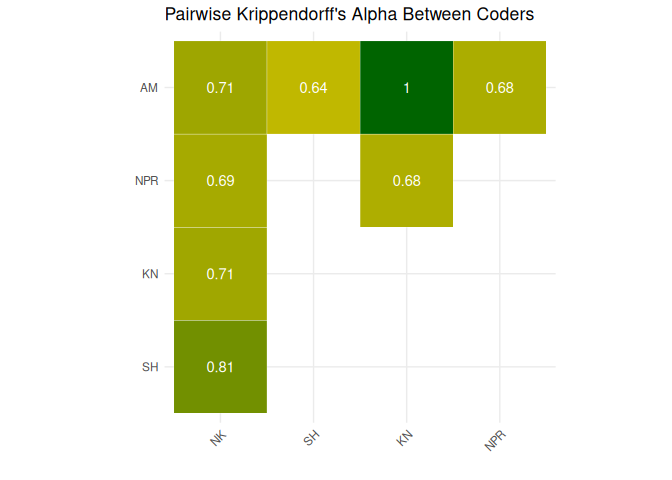 Pairwise Krippendorff's Alpha Between Coders
AM 0.71 0.64 1 0.68
NPR 0.69 0.68
KN 0.71
SH 0.81
NK SH KN NPR